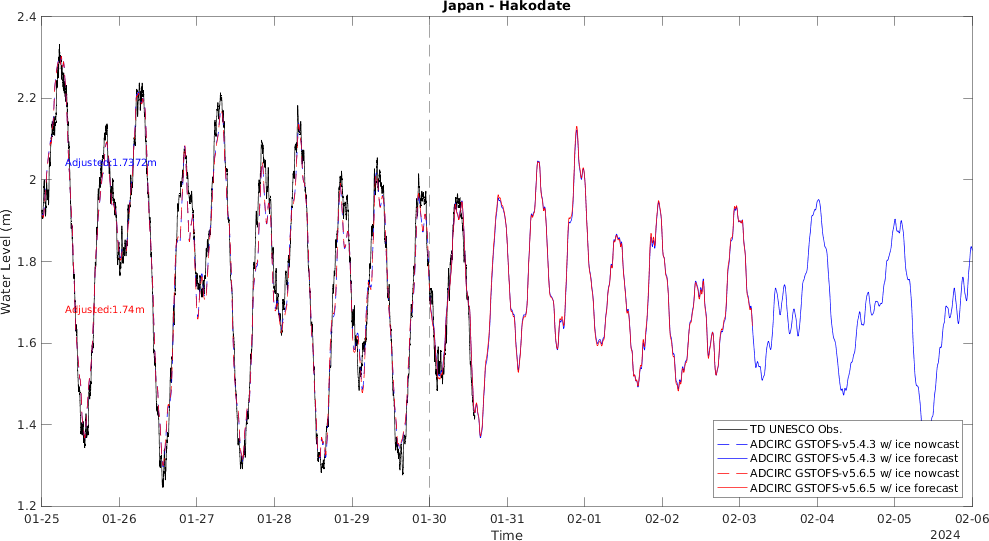 Japan - Hakodate
2.4
2.2
2
1.8
1.6
1.4
1.2
Water Level (m)
Adjusted:1.7372m
Adjusted:1.74m
TD UNESCO Obs.
ADCIRC GSTOFS-v5.4.3 w/ ice nowcast
ADCIRC GSTOFS-v5.4.3 w/ ice forecast
ADCIRC GSTOFS-v5.6.5 w/ ice nowcast
ADCIRC GSTOFS-v5.6.5 w/ ice forecast
01-25 01-26 01-27 01-28 01-29 01-30 01-31 02-01 02-02 02-03 02-04 02-05 02-06
Time
2024